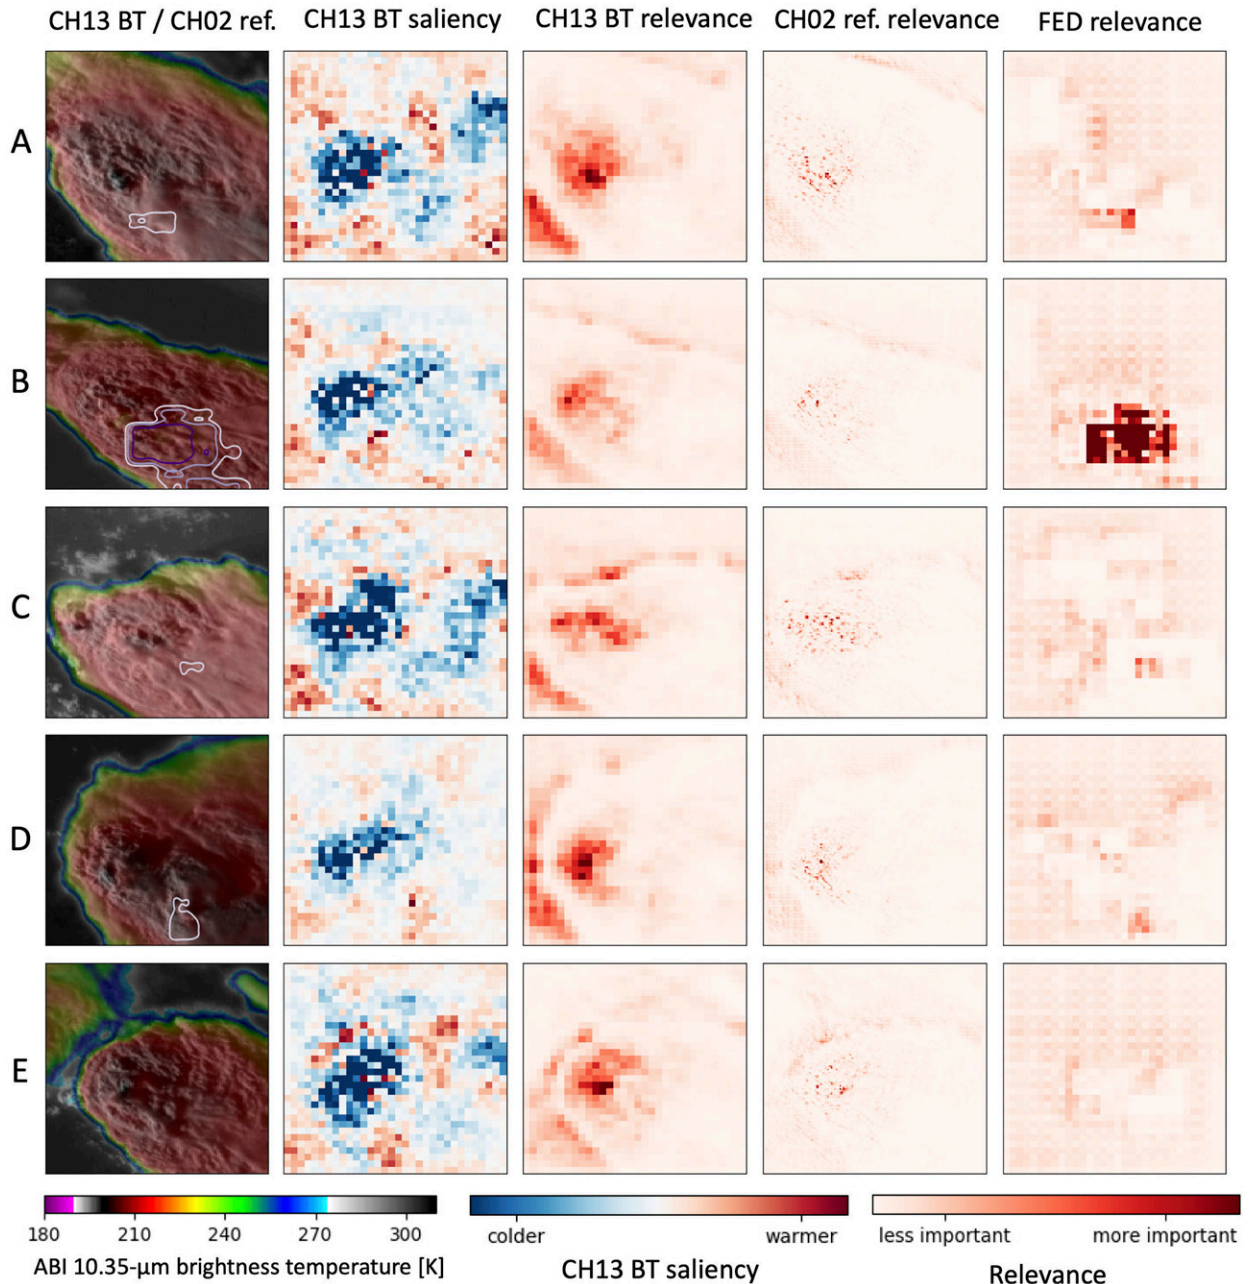 CH13 BT / CH02 ref. CH13 BT saliency CH13 BT relevance CH02 ref. relevance FED relevance
A
B
C
D
E
180 210 240 270 300
ABI 10.35-µm brightness temperature [K]
colder warmer
CH13 BT saliency
less important more important
Relevance